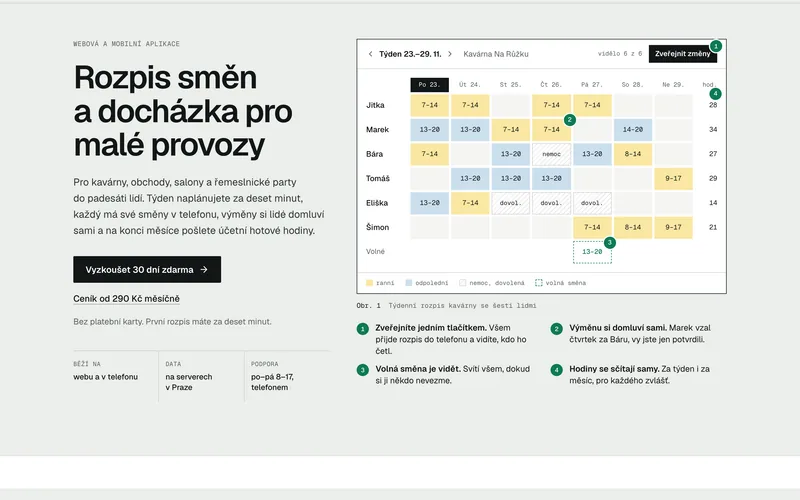 WEBOVÁ A MOBILNÍ APLIKACE
Rozpis směn
a docházka pro
malé provozy
Pro kavárny, obchody, salony a řemeslnické party
do padesáti lidí. Týden naplánujete za deset minut,
každý má své směny v telefonu, výměny si lidé domluví
sami a na konci měsíce pošlete účetní hotové hodiny.
Vyzkoušet 30 dní zdarma →
Ceník od 290 Kč měsíčně
Bez platební karty. První rozpis máte za deset minut.
BĚŽÍ NA
webu a v telefonu
DATA
na serverech
v Praze
PODPORA
po–pá 8–17,
telefonem
Týden 23.–29. 11.
Kavárna Na Růžku
vidělo 6 z 6
Zveřejnit změny
1
Po 23. Út 24. St 25. Čt 26. Pá 27. So 28. Ne 29. hod.
4
Jitka 7–14 7–14 7–14 7–14 28
2
Marek 13–20 13–20 7–14 7–14 14–20 34
Bára 7–14 13–20 nemoc 13–20 8–14 27
Tomáš 13–20 13–20 13–20 9–17 29
Eliška 13–20 7–14 dovol. dovol. dovol. 14
Šimon 7–14 8–14 9–17 21
3
Volné 13–20
ranní odpolední nemoc, dovolená volná směna
Obr. 1 Týdenní rozpis kavárny se šesti lidmi
1 Zveřejníte jedním tlačítkem. Všem
přijde rozpis do telefonu a vidíte, kdo ho
četl.
2 Výměnu si domluví sami. Marek vzal
čtvrtek za Báru, vy jste jen potvrdili.
3 Volná směna je vidět. Svítí všem, dokud
si ji někdo nevezme.
4 Hodiny se sčítají samy. Za týden i za
měsíc, pro každého zvlášť.